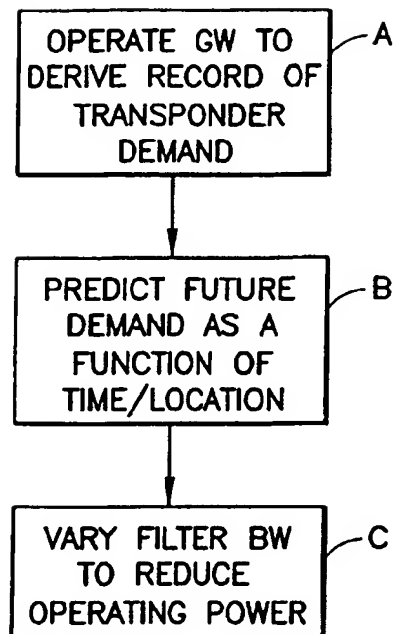 OPERATE GW TO
DERIVE RECORD OF
TRANSPONDER
DEMAND
A
PREDICT FUTURE
DEMAND AS A
FUNCTION OF
TIME/LOCATION
B
VARY FILTER BW
TO REDUCE
OPERATING POWER
C